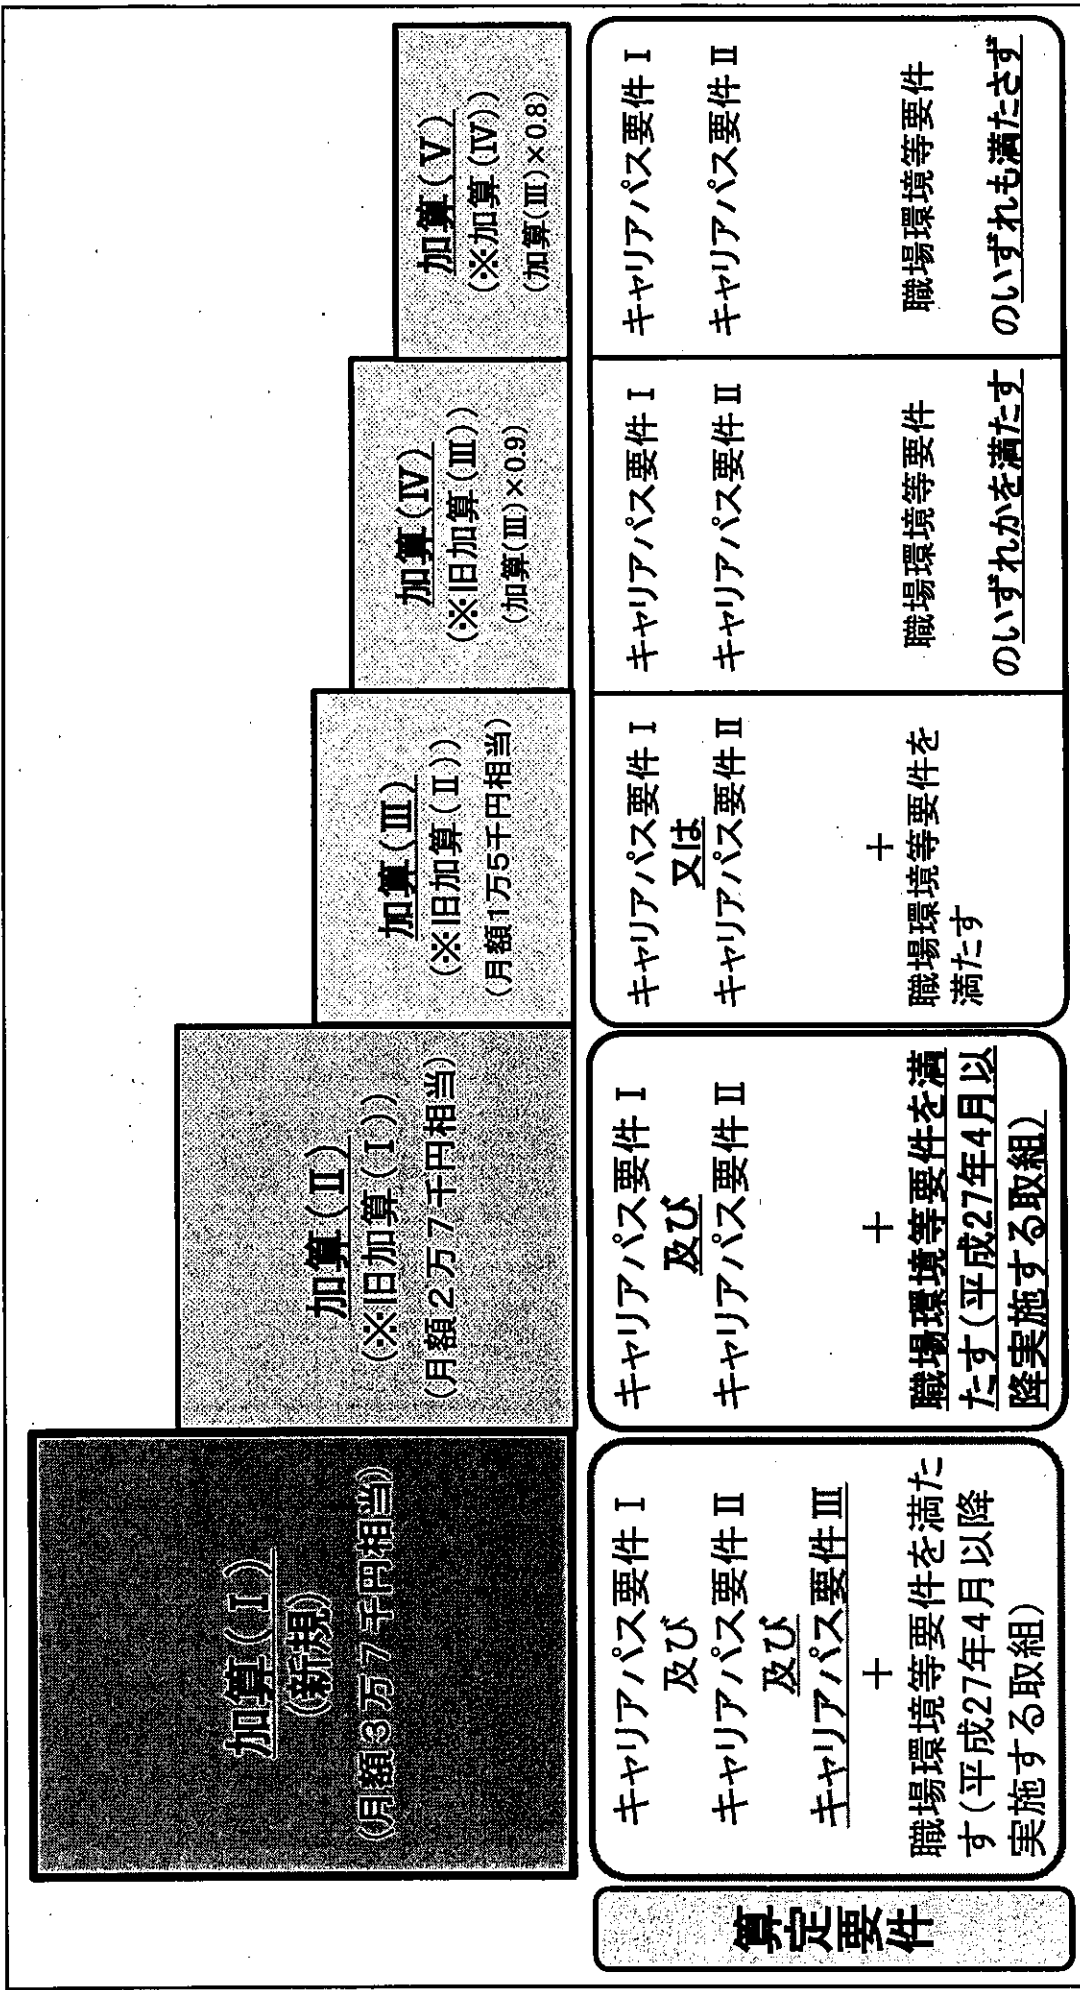 加算(Ⅰ)
(新規)
(月額3万7千円相当)
加算(Ⅱ)
(※旧加算(Ⅰ))
(月額2万7千円相当)
加算(Ⅲ)
(※旧加算(Ⅱ))
(月額1万5千円相当)
加算(Ⅳ)
(※旧加算(Ⅲ))
(加算(Ⅲ)×0.9)
加算(Ⅴ)
(※加算(Ⅳ))
(加算(Ⅲ)×0.8)
算定要件
キャリアパス要件Ⅰ
及び
キャリアパス要件Ⅱ
及び
キャリアパス要件Ⅲ
+
職場環境等要件を満た
す(平成27年4月以降
実施する取組)
キャリアパス要件Ⅰ
及び
キャリアパス要件Ⅱ
+
職場環境等要件を満
たす(平成27年4月以
降実施する取組)
キャリアパス要件Ⅰ
又は
キャリアパス要件Ⅱ
+
職場環境等要件を
満たす
キャリアパス要件Ⅰ
キャリアパス要件Ⅱ
職場環境等要件
のいずれかを満たす
キャリアパス要件Ⅰ
キャリアパス要件Ⅱ
職場環境等要件
のいずれも満たさず